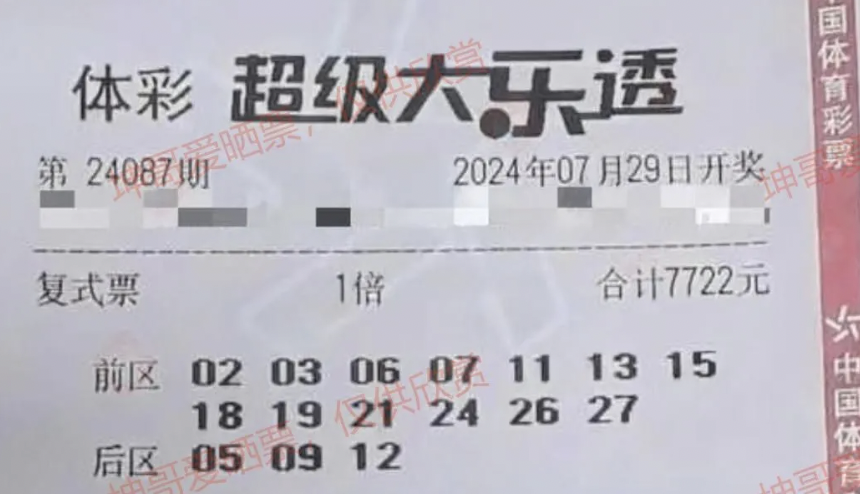 体彩 超级大乐透
第 24087期 2024年07月29日开奖
复式票 1倍 合计7722元
前区 02 03 06 07 11 13 15
18 19 21 24 26 27
后区 05 09 12
中国体育彩票
中国体育
坤哥爱晒票，仅供欣赏
坤哥爱晒票，仅供欣赏
坤哥爱